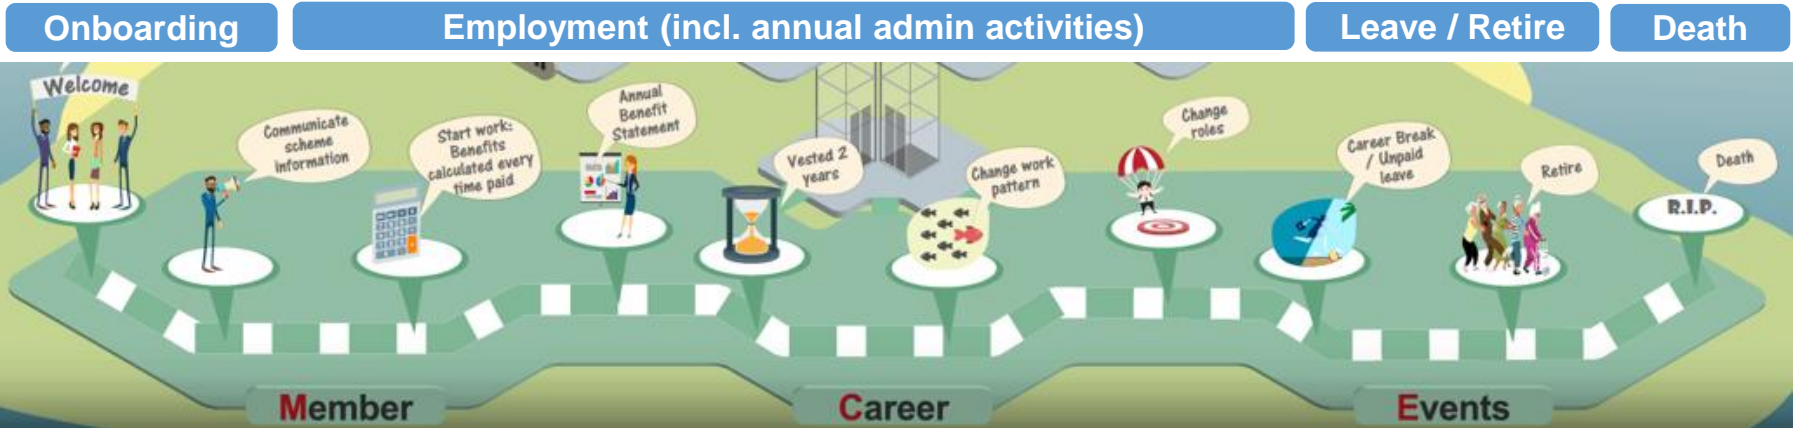 Onboarding
Employment (incl. annual admin activities)
Leave / Retire
Death
Welcome
Communicate
scheme
information
Start work:
Benefits
calculated every
time paid
Annual
Benefit
Statement
Vested 2
years
Change work
pattern
Change
roles
Career Break
/ Unpaid
leave
Retire
Death
R.I.P.
Member
Career
Events